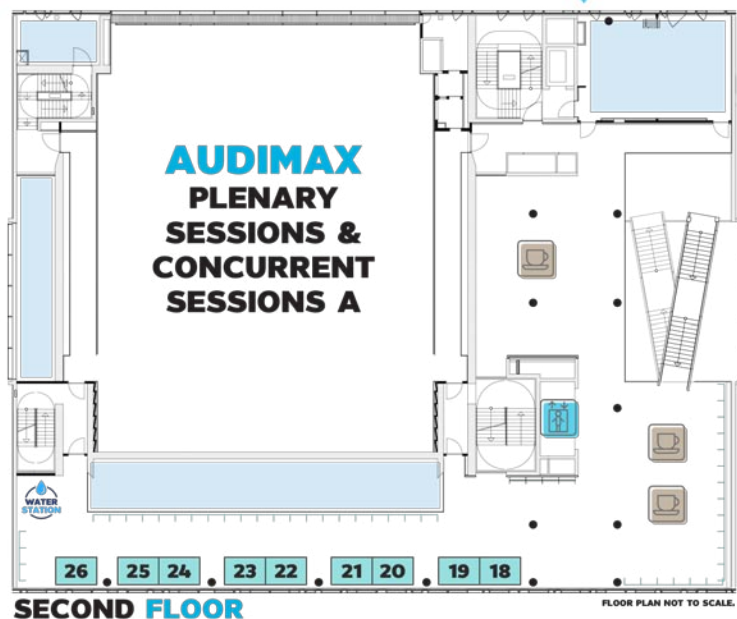 AUDIMAX
PLENARY
SESSIONS &
CONCURRENT
SESSIONS A
WATER
STATION
26 25 24 23 22 21 20 19 18
SECOND FLOOR
FLOOR PLAN NOT TO SCALE.